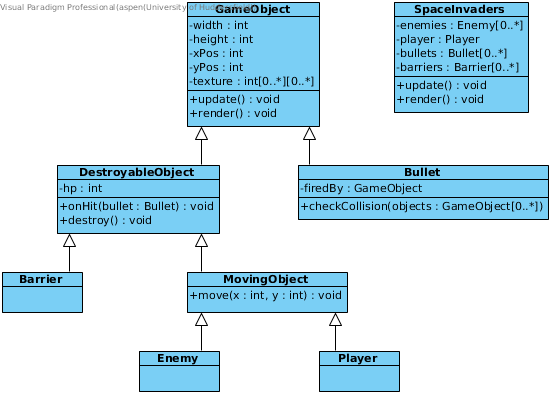 Visual Paradigm Professional(aspen(University of
GameObject
-width : int
-height : int
-xPos : int
-yPos : int
-texture : int[0..*][0..*]
+update() : void
+render() : void
SpaceInvaders
-enemies : Enemy[0..*]
-player : Player
-bullets : Bullet[0..*]
-barriers : Barrier[0..*]
+update() : void
+render() : void
DestroyableObject
-hp : int
+onHit(bullet : Bullet) : void
+destroy() : void
Bullet
-firedBy : GameObject
+checkCollision(objects : GameObject[0..*])
Barrier
MovingObject
+move(x : int, y : int) : void
Enemy
Player